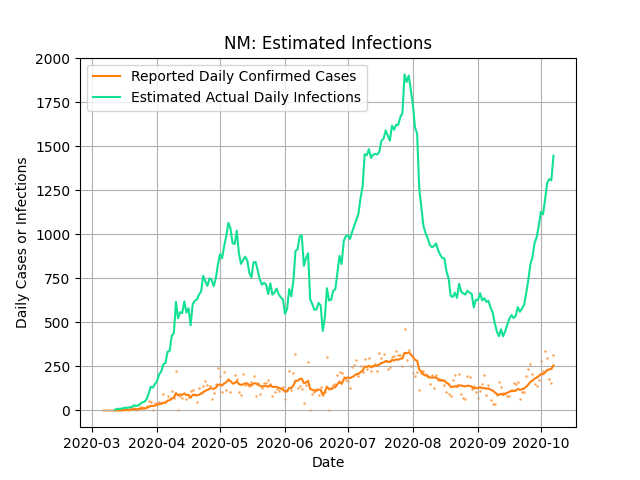 NM: Estimated Infections
Reported Daily Confirmed Cases
Estimated Actual Daily Infections
Daily Cases or Infections
2000
1750
1500
1250
1000
750
500
250
0
2020-03 2020-04 2020-05 2020-06 2020-07 2020-08 2020-09 2020-10
Date